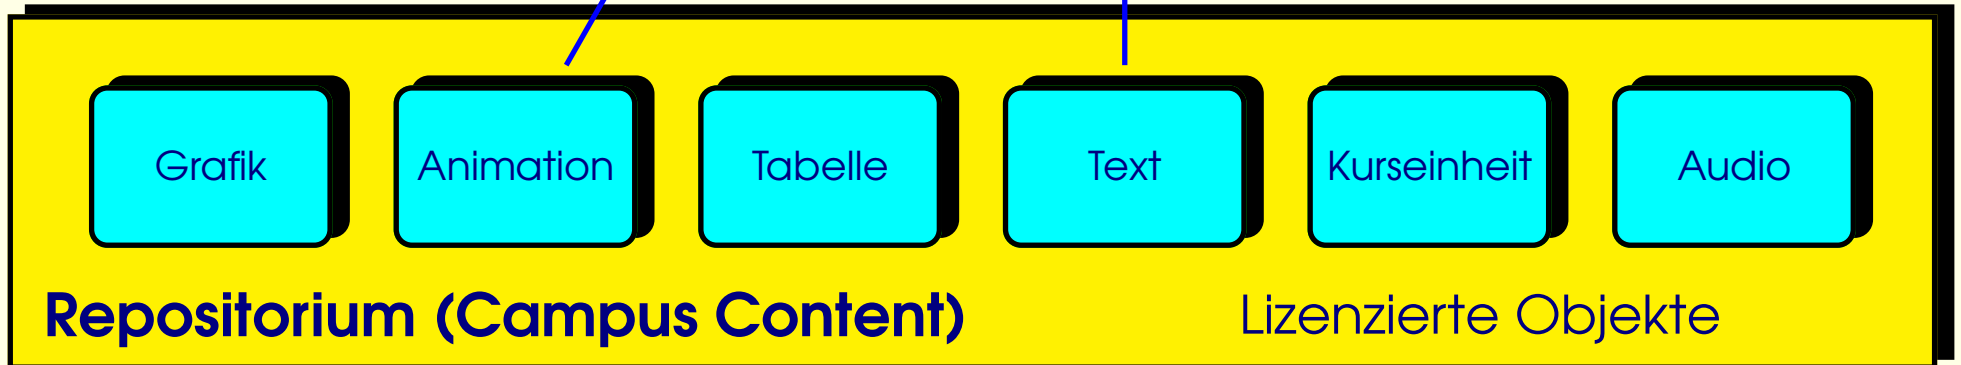 Grafik
Animation
Tabelle
Text
Kurseinheit
Audio
Repositorium (Campus Content)
Lizenzierte Objekte